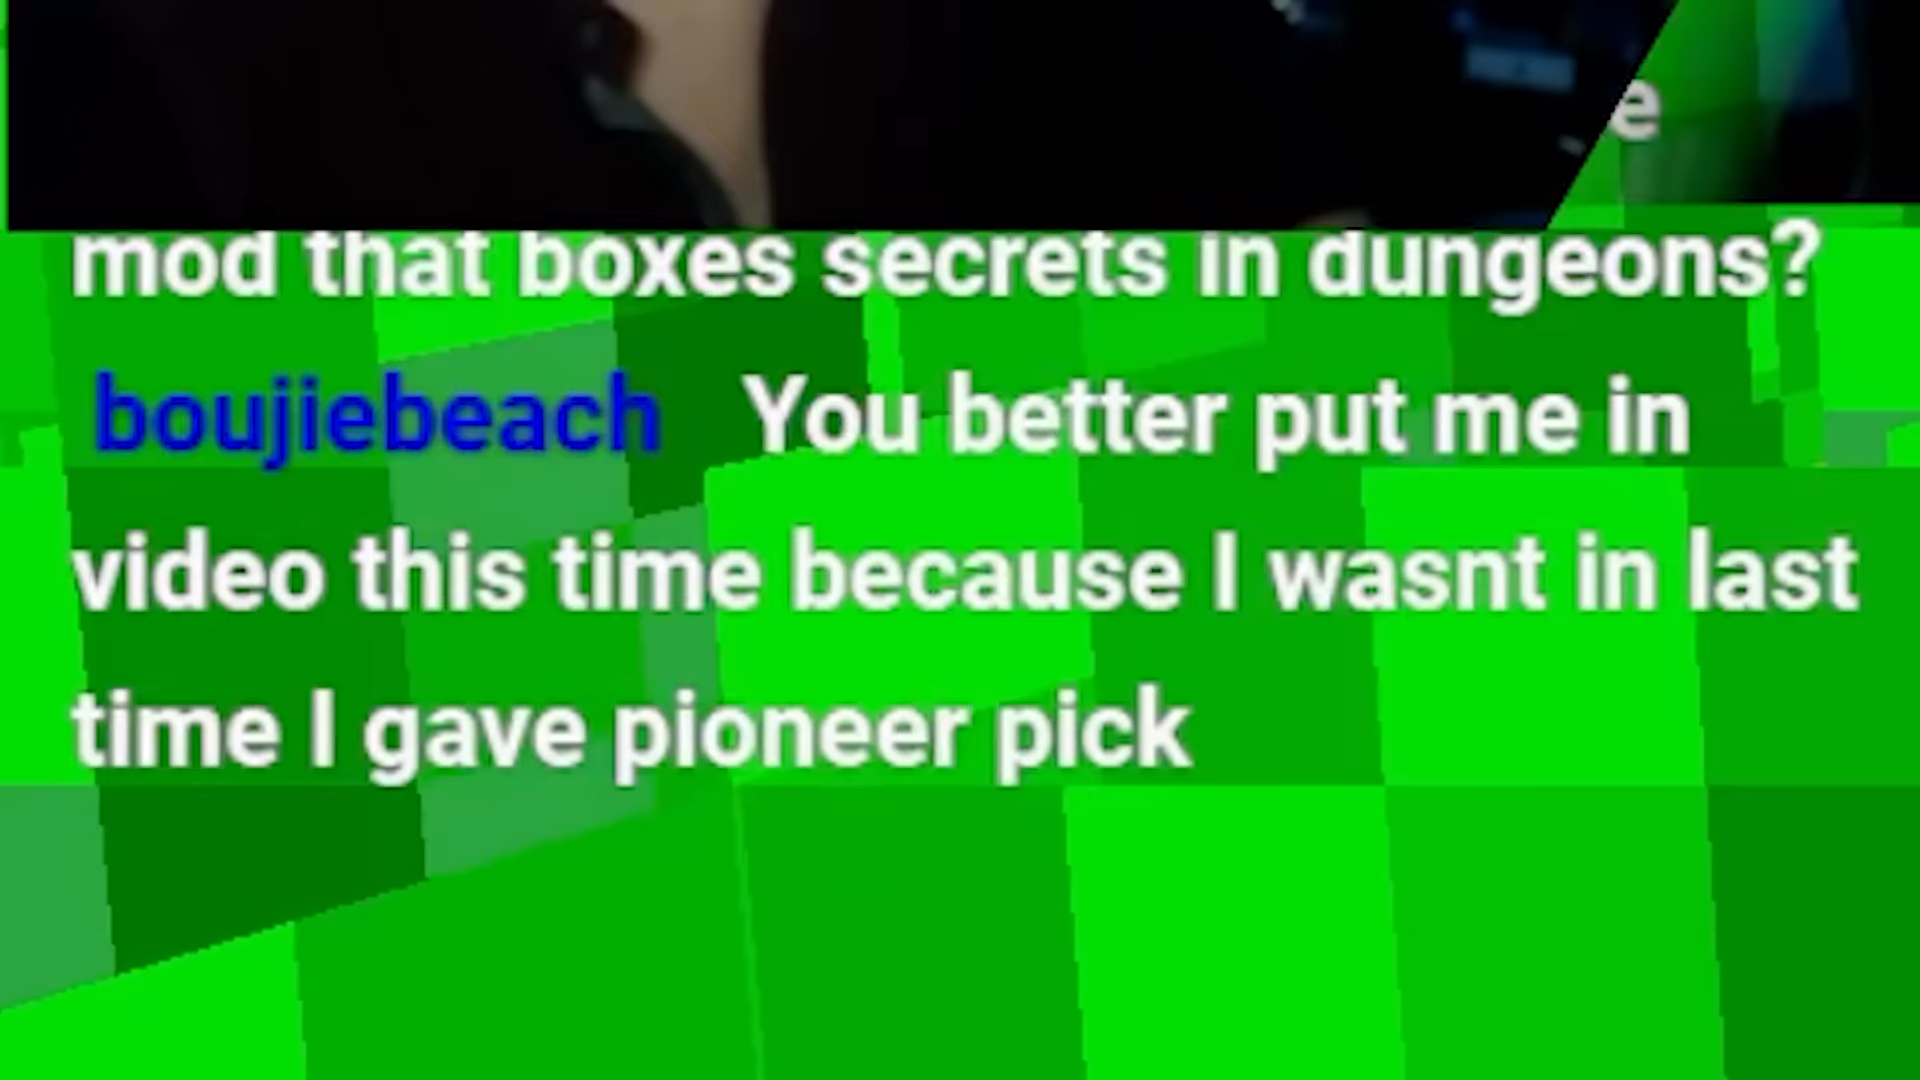 e
mod that boxes secrets in dungeons?
boujiebeach You better put me in
video this time because I wasnt in last
time I gave pioneer pick